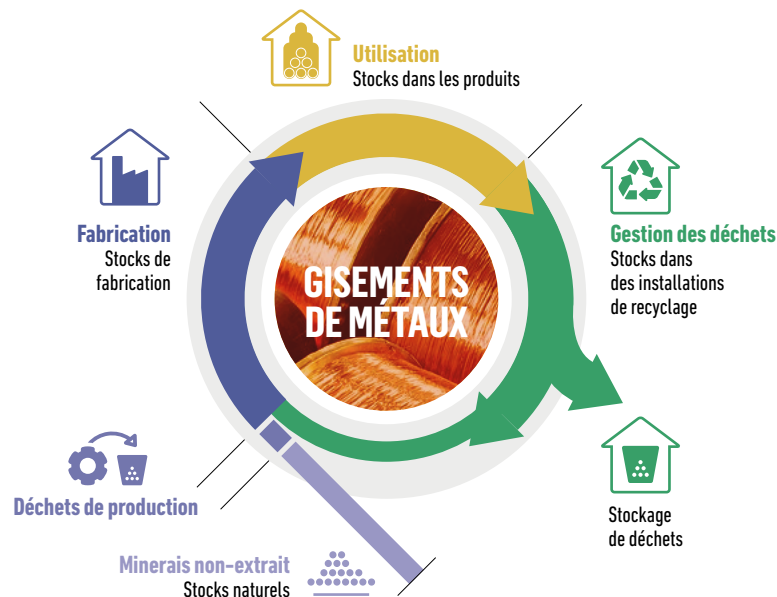 Utilisation
Stocks dans les produits
Fabrication
Stocks de
fabrication
GISEMENTS
DE MÉTAUX
Gestion des déchets
Stocks dans
des installations
de recyclage
Déchets de production
Stockage
de déchets
Minerais non-extrait
Stocks naturels